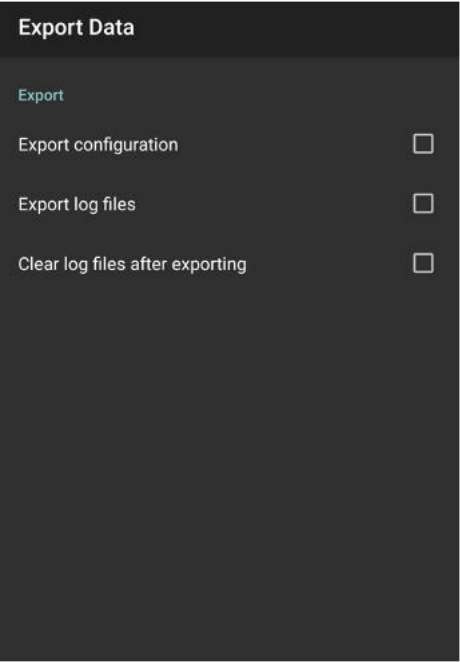 Export Data
Export
Export configuration
Export log files
Clear log files after exporting